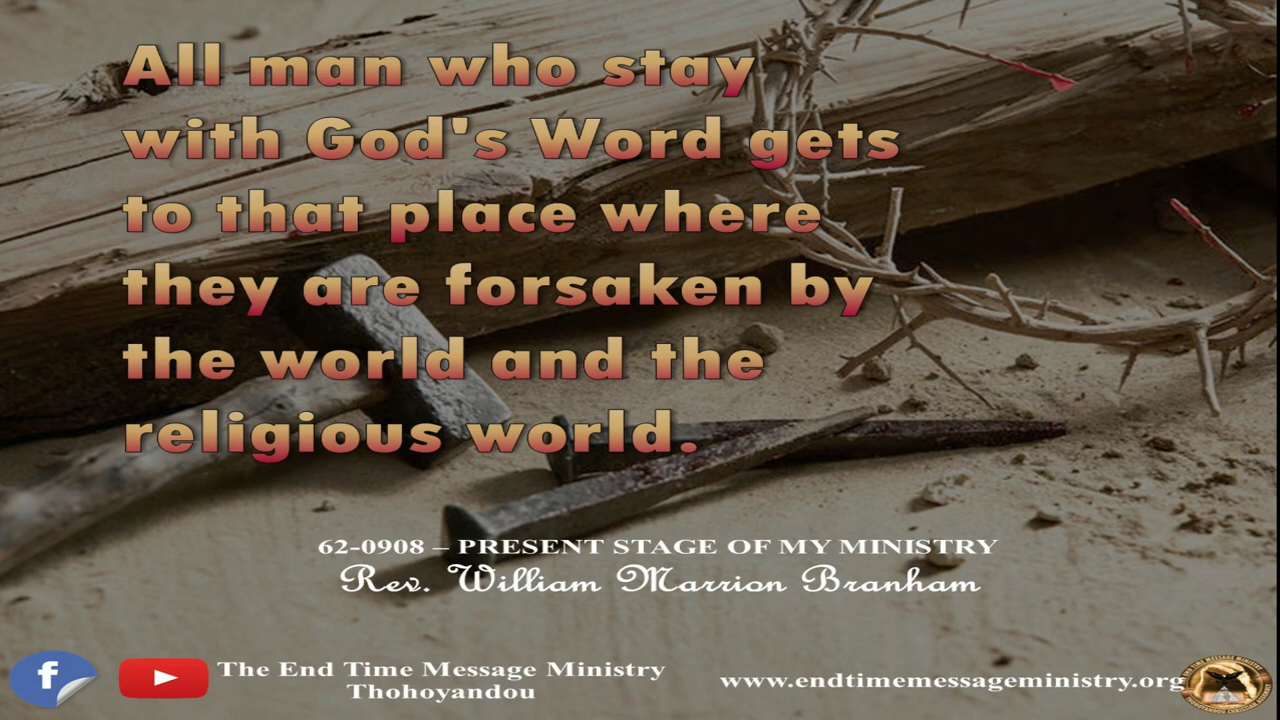 All man who stay
with God's Word gets
to that place where
they are forsaken by
the world and the
religious world.
62-0908 – PRESENT STAGE OF MY MINISTRY
Rev. William Marrion Branham
f
The End Time Message Ministry
Thohoyandou
www.endtimemessageministry.org